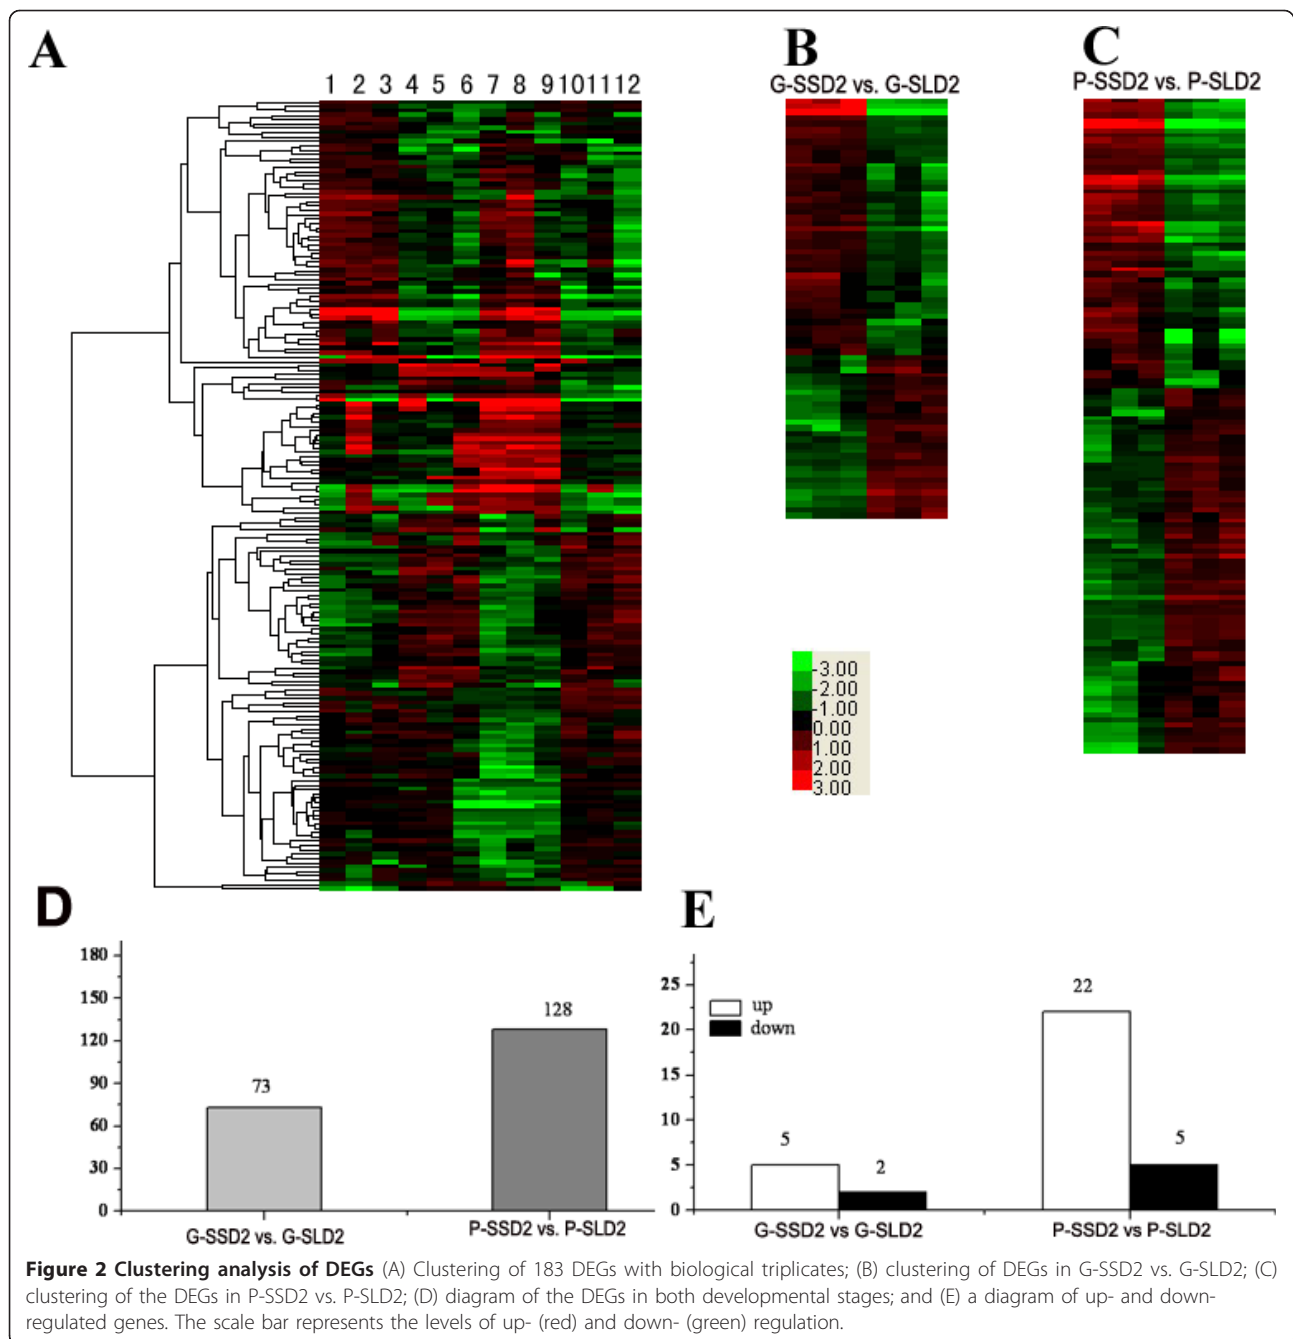 A
B
C
G-SSD2 vs. G-SLD2
P-SSD2 vs. P-SLD2
1 2 3 4 5 6 7 8 9 10 11 12
-3.00
-2.00
-1.00
0.00
1.00
2.00
3.00
D
180
150
120
90
60
30
0
73
128
G-SSD2 vs. G-SLD2
P-SSD2 vs. P-SLD2
E
25
20
15
10
5
0
up
down
5
2
22
5
G-SSD2 vs G-SLD2
P-SSD2 vs P-SLD2
Figure 2 Clustering analysis of DEGs (A) Clustering of 183 DEGs with biological triplicates; (B) clustering of DEGs in G-SSD2 vs. G-SLD2; (C)
clustering of the DEGs in P-SSD2 vs. P-SLD2; (D) diagram of the DEGs in both developmental stages; and (E) a diagram of up- and down-
regulated genes. The scale bar represents the levels of up- (red) and down- (green) regulation.